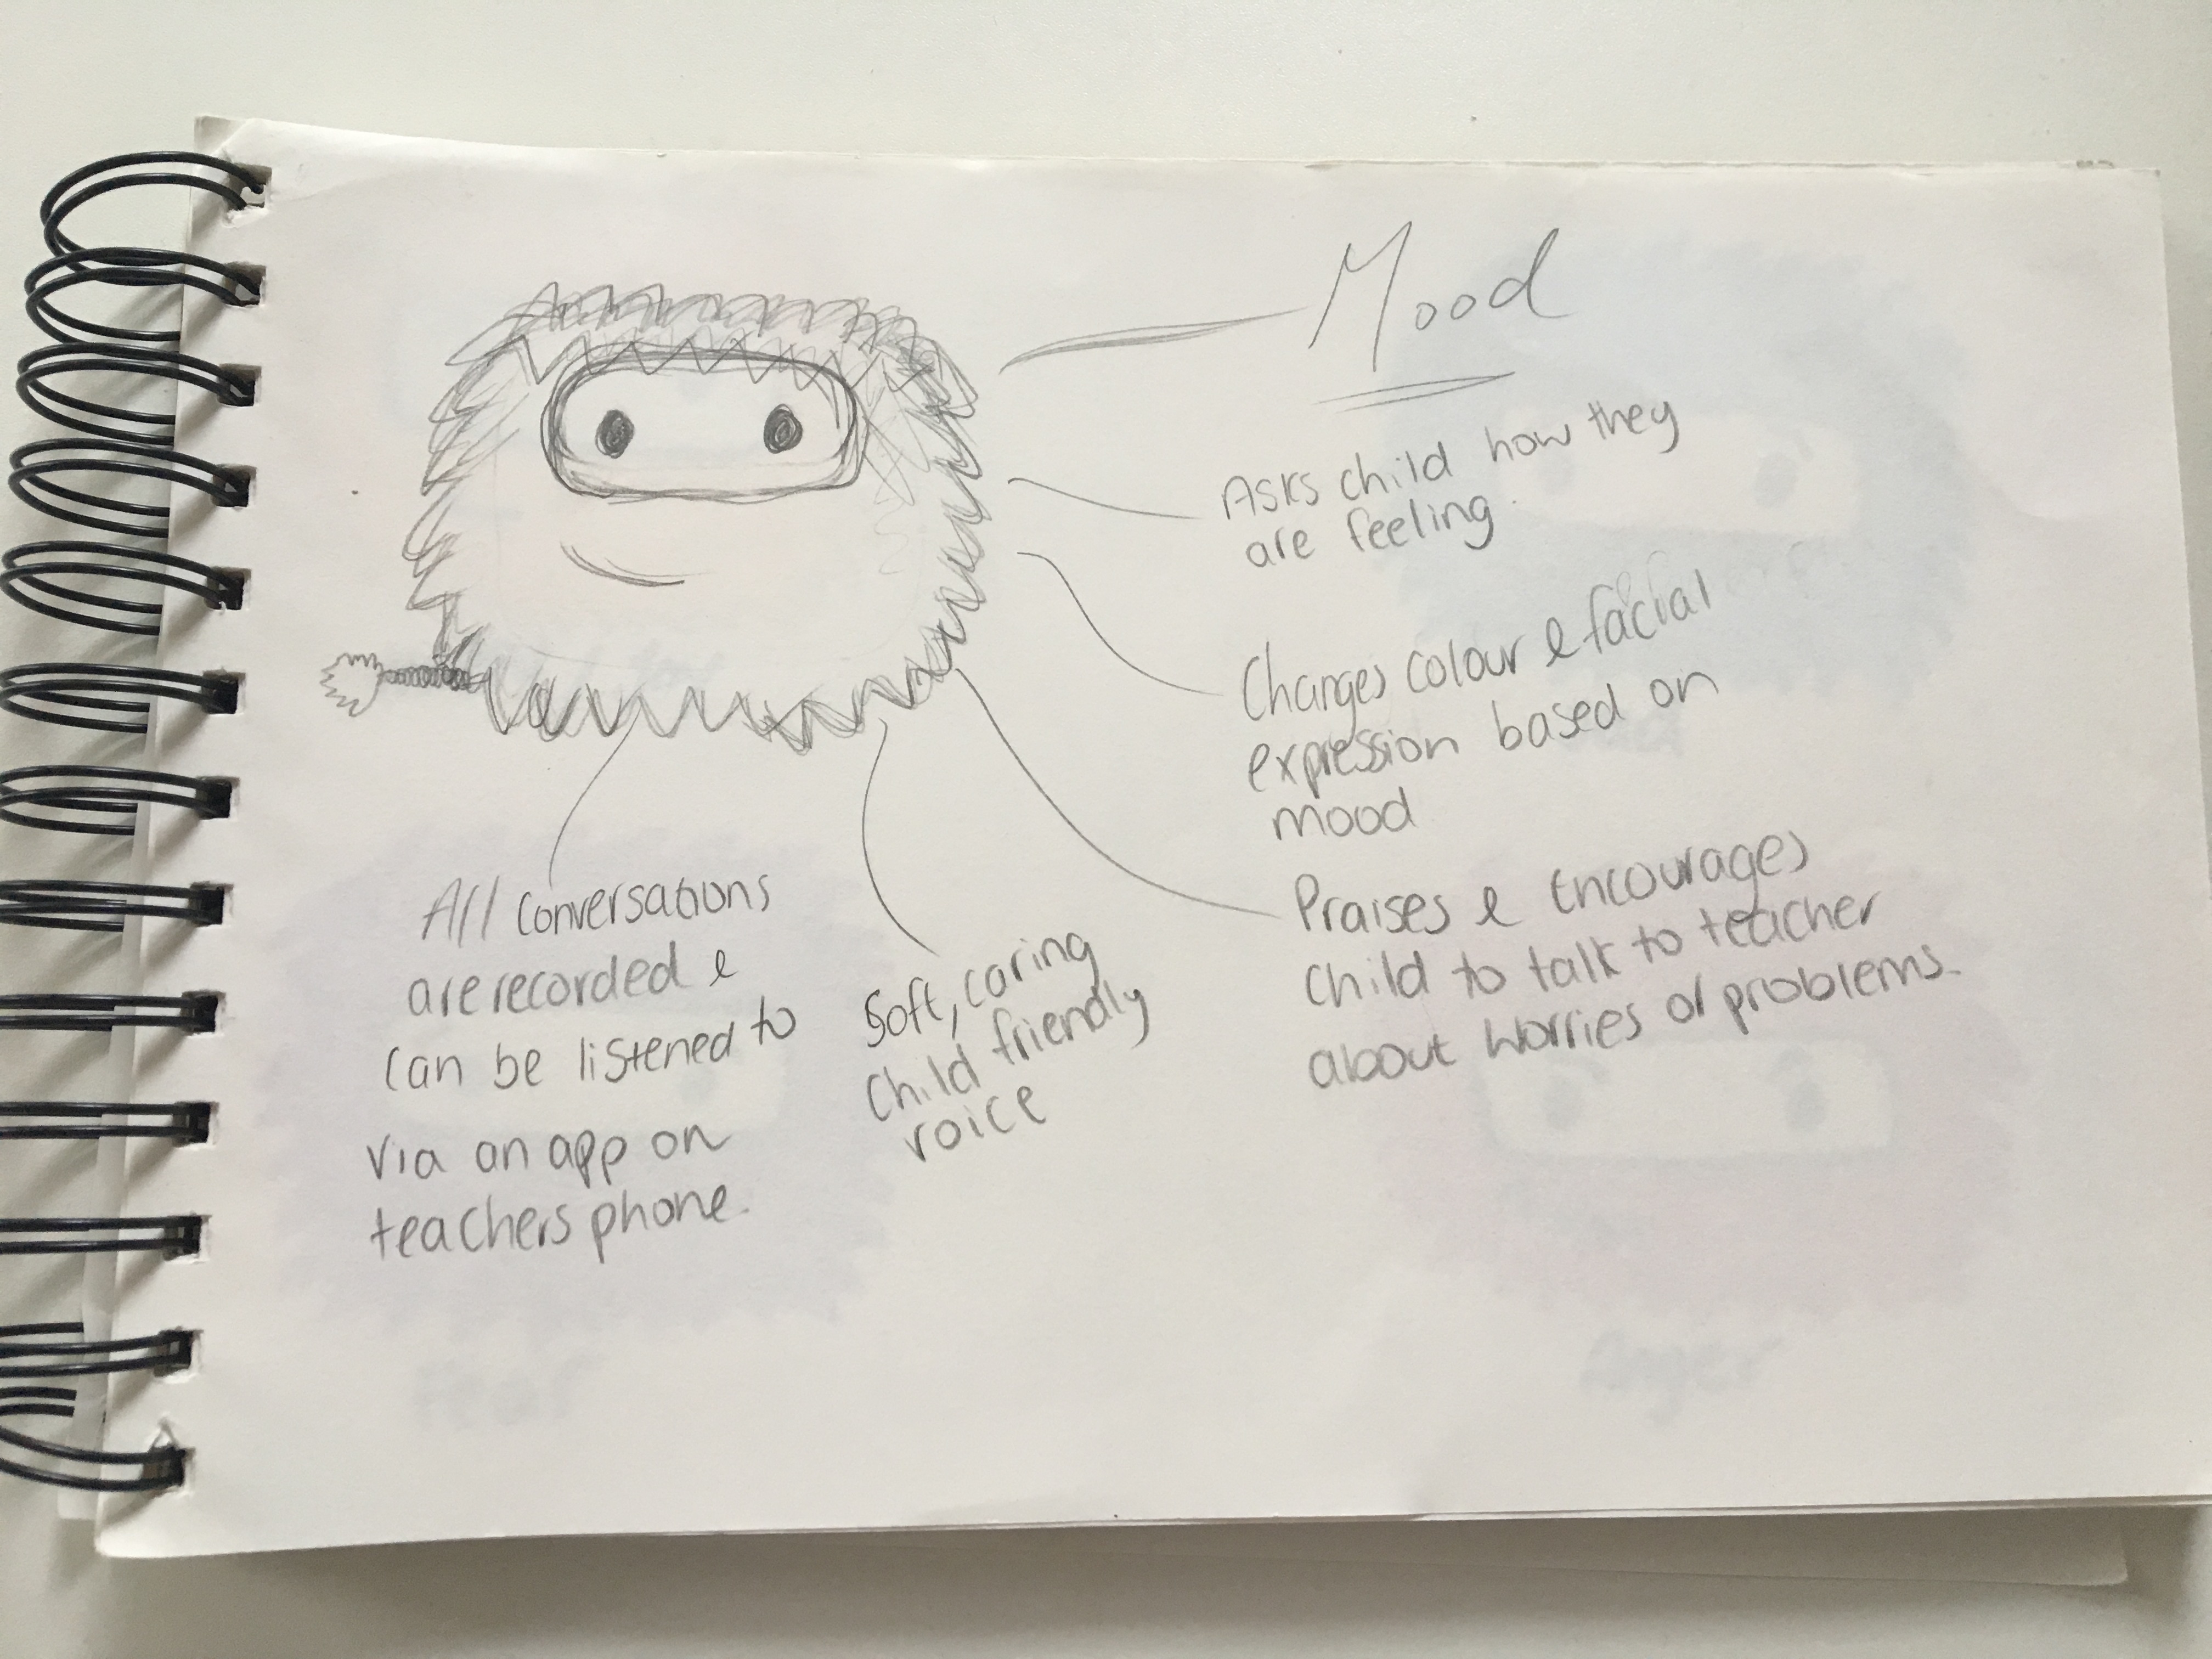 Mood
Asks child how they
are feeling.
Changes colour & facial
expression based on
mood
Praises & Encourages
child to talk to teacher
about worries or problems.
Soft, caring
child friendly
voice
All conversations
are recorded &
can be listened to
via an app on
teachers phone.
Fear
Anger